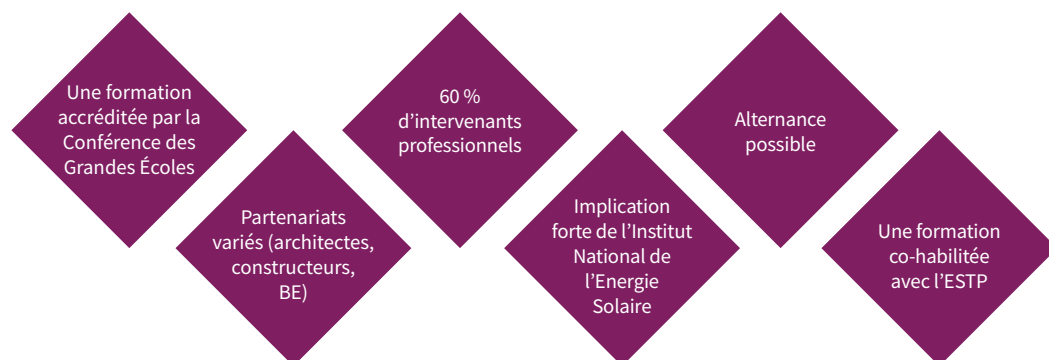 Une formation
accréditée par la
Conférence des
Grandes Écoles
Partenariats
variés (architectes,
constructeurs,
BE)
60 %
d’intervenants
professionnels
Implication
forte de l’Institut
National de
l’Energie
Solaire
Alternance
possible
Une formation
co-habilitée
avec l’ESTP